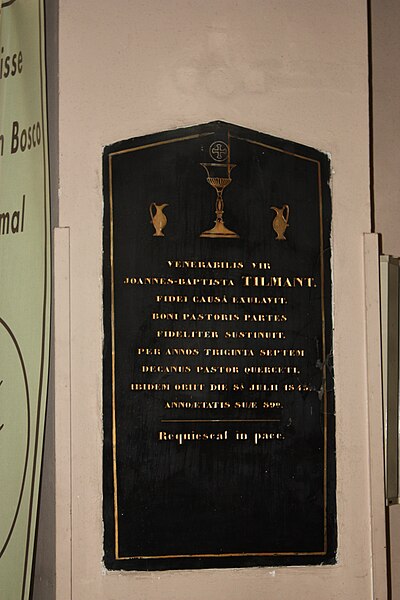 isse
n Bosco
mal
VENERABILIS VIR
JOANNES-BAPTISTA TILMANT.
FIDEI CAUSÂ EXULAVIT.
BONI PASTORIS PARTES
FIDELITER SUSTINUIT.
PER ANNOS TRIGINTA SEPTEM
DECANUS PASTOR QUERCETI,
IBIDEM OBIIT DIE 8ª JULII 1845,
ANNO ÆTATIS SUÆ 89º.
Requiescat in pace.